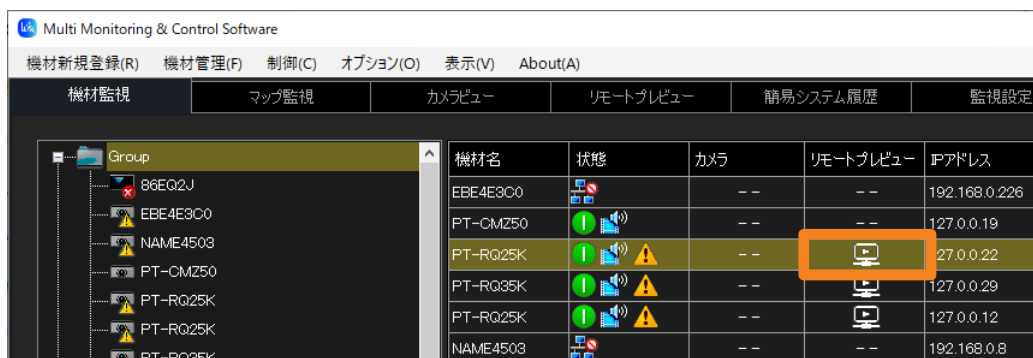 Multi Monitoring & Control Software
機材新規登録(R) 機材管理(F) 制御(C) オプション(O) 表示(V) About(A)
機材監視 マップ監視 カメラビュー リモートプレビュー 簡易システム履歴 監視設定
Group
86EQ2J
EBE4E3C0
NAME4503
PT-CMZ50
PT-RQ25K
PT-RQ25K
PT-RQ35K
機材名 状態 カメラ リモートプレビュー IPアドレス
EBE4E3C0 -- -- 192.168.0.226
PT-CMZ50 -- -- 127.0.0.19
PT-RQ25K -- 27.0.0.22
PT-RQ35K -- 127.0.0.29
PT-RQ25K -- 127.0.0.12
NAME4503 -- -- 192.168.0.8